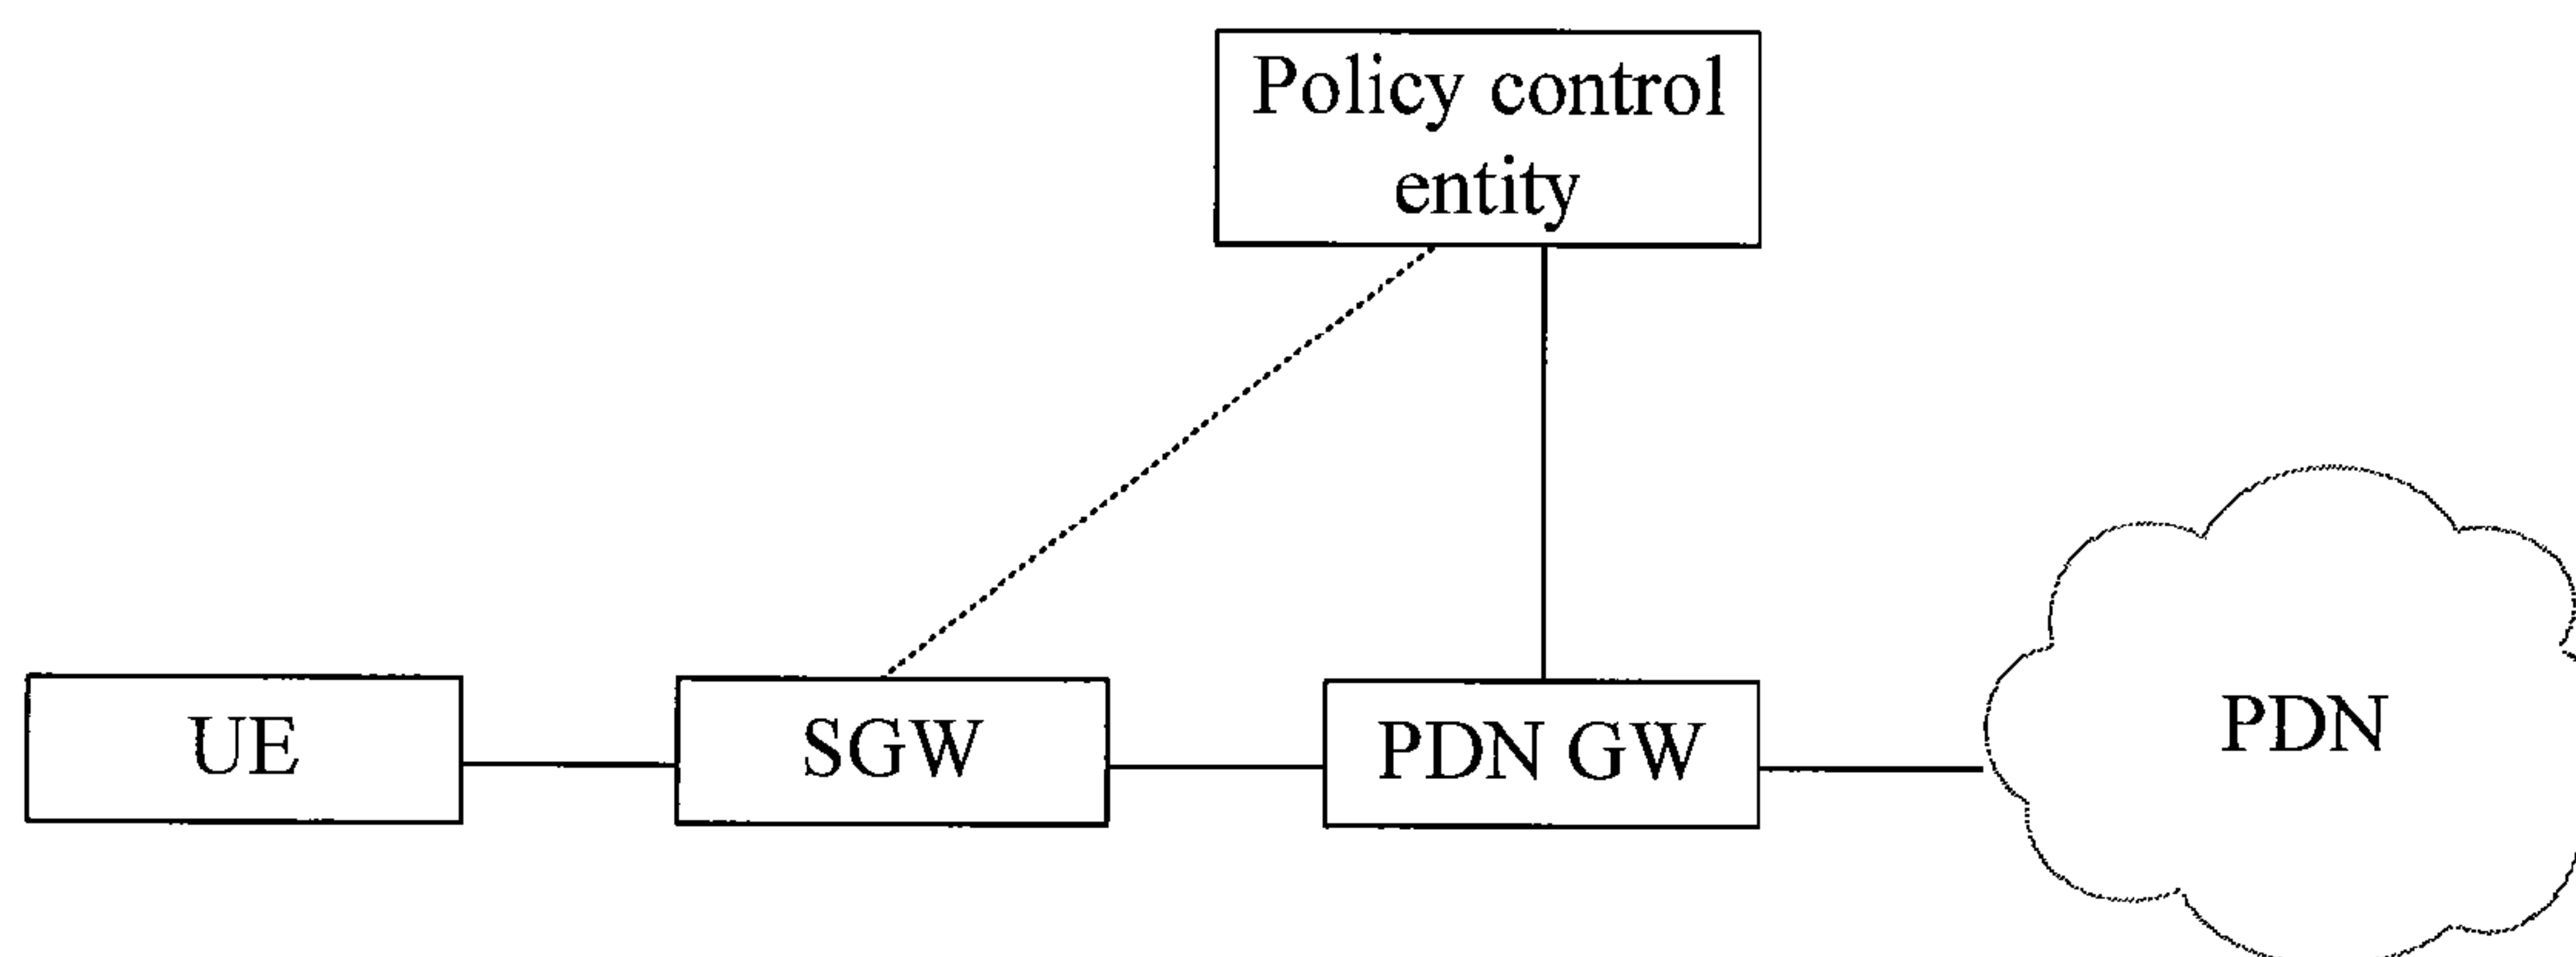 Policy control
entity
UE
SGW
PDN GW
PDN